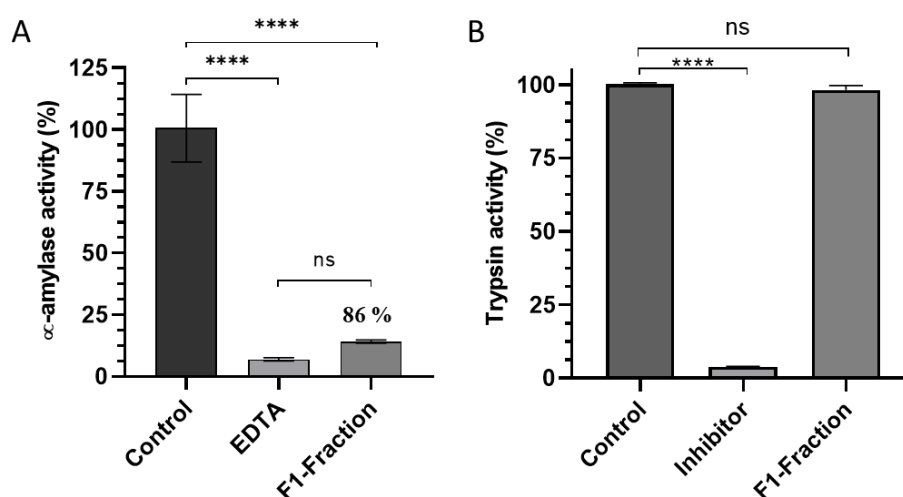 A
****
****
125
100
75
50
25
0
∝-amylase activity (%)
ns
86 %
Control
EDTA
F1-Fraction
B
ns
****
100
75
50
25
0
Trypsin activity (%)
Control
Inhibitor
F1-Fraction